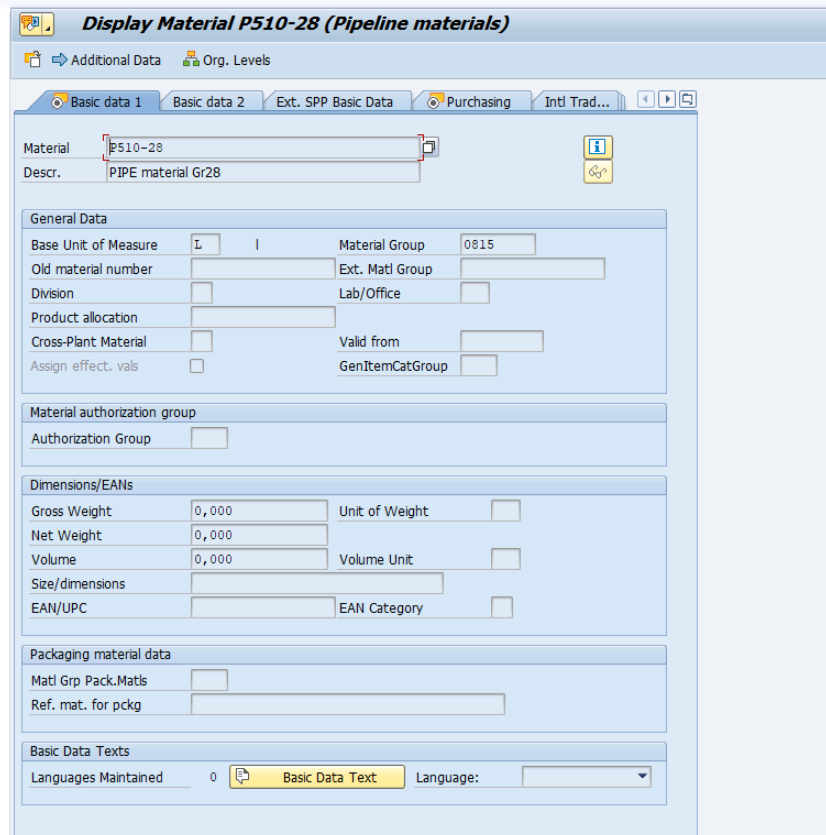 Display Material P510-28 (Pipeline materials)
Additional Data Org. Levels
Basic data 1 Basic data 2 Ext. SPP Basic Data Purchasing Intl Trad...
Material P510-28
Descr. PIPE material Gr28
General Data
Base Unit of Measure L l Material Group 0815
Old material number Ext. Matl Group
Division Lab/Office
Product allocation
Cross-Plant Material Valid from
Assign effect. vals GenItemCatGroup
Material authorization group
Authorization Group
Dimensions/EANs
Gross Weight 0,000 Unit of Weight
Net Weight 0,000
Volume 0,000 Volume Unit
Size/dimensions
EAN/UPC EAN Category
Packaging material data
Matl Grp Pack.Matls
Ref. mat. for pckg
Basic Data Texts
Languages Maintained 0 Basic Data Text Language: